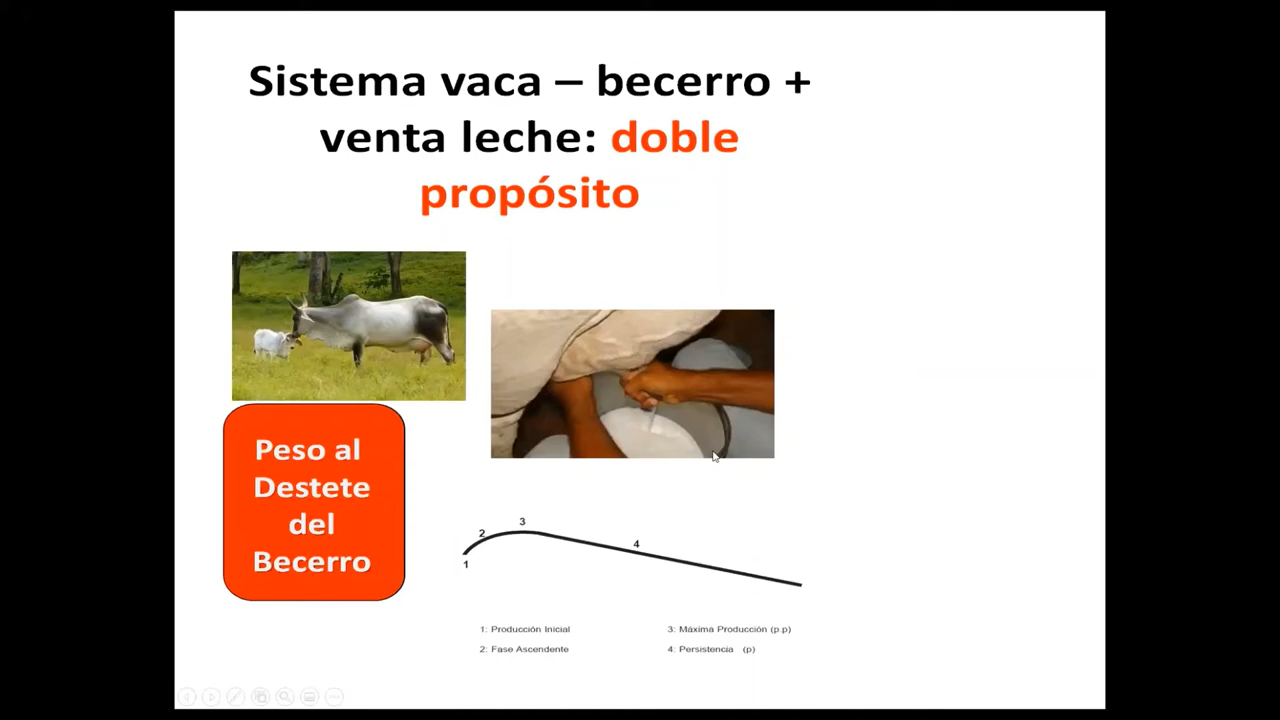 Sistema vaca – becerro +
venta leche: doble
propósito
Peso al
Destete
del
Becerro
1
2
3
4
1: Producción Inicial
2: Fase Ascendente
3: Máxima Producción (p.p)
4: Persistencia (p)